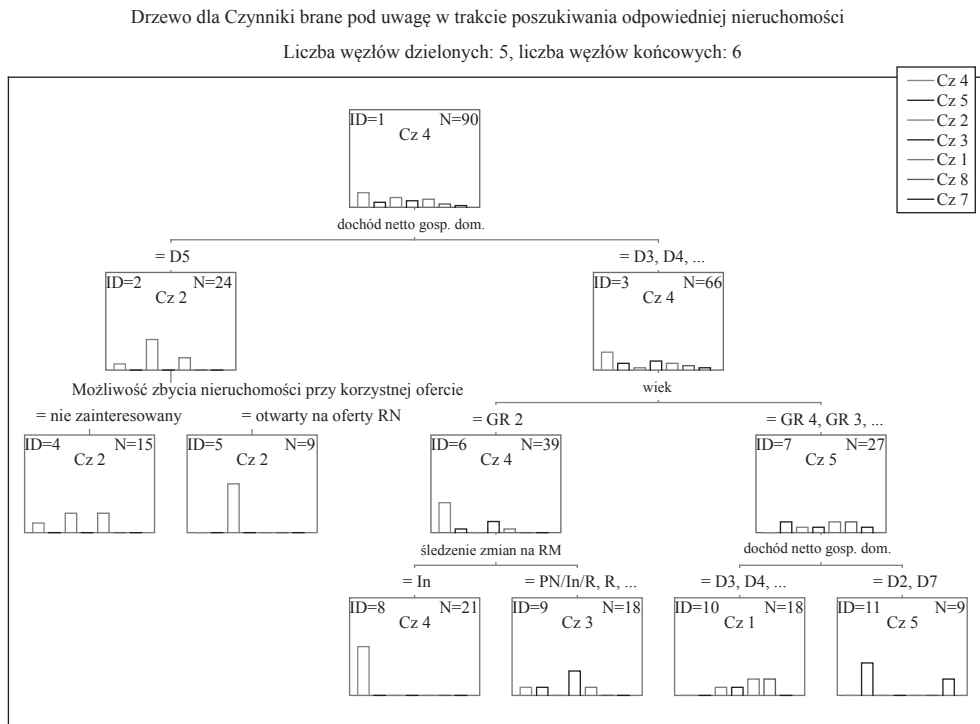 Drzewo dla Czynniki brane pod uwagę w trakcie poszukiwania odpowiedniej nieruchomości
Liczba węzłów dzielonych: 5, liczba węzłów końcowych: 6
Cz 4
Cz 5
Cz 2
Cz 3
Cz 1
Cz 8
Cz 7
ID=1 N=90
Cz 4
dochód netto gosp. dom.
= D5 = D3, D4, ...
ID=2 N=24
Cz 2
ID=3 N=66
Cz 4
Możliwość zbycia nieruchomości przy korzystnej ofercie
wiek
= nie zainteresowany = otwarty na oferty RN
= GR 2 = GR 4, GR 3, ...
ID=4 N=15
Cz 2
ID=5 N=9
Cz 2
ID=6 N=39
Cz 4
ID=7 N=27
Cz 5
śledzenie zmian na RM
dochód netto gosp. dom.
= In = PN/In/R, R, ...
= D3, D4, ... = D2, D7
ID=8 N=21
Cz 4
ID=9 N=18
Cz 3
ID=10 N=18
Cz 1
ID=11 N=9
Cz 5